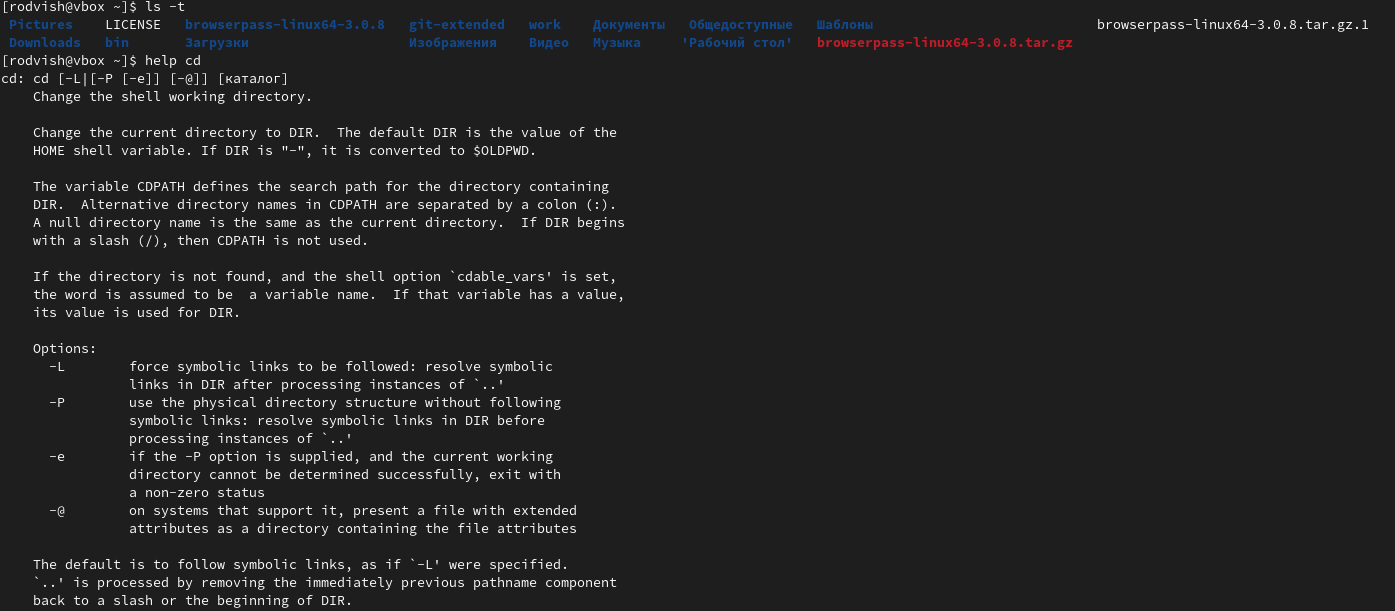 [rodvish@vbox ~]$ ls -t
Pictures LICENSE browserpass-linux64-3.0.8 git-extended work Документы Общедоступные Шаблоны browserpass-linux64-3.0.8.tar.gz.1
Downloads bin Загрузки Изображения Видео Музыка 'Рабочий стол' browserpass-linux64-3.0.8.tar.gz
[rodvish@vbox ~]$ help cd
cd: cd [-L|[-P [-e]] [-@]] [каталог]
Change the shell working directory.
Change the current directory to DIR.  The default DIR is the value of the
HOME shell variable. If DIR is "-", it is converted to $OLDPWD.
The variable CDPATH defines the search path for the directory containing
DIR.  Alternative directory names in CDPATH are separated by a colon (:).
A null directory name is the same as the current directory.  If DIR begins
with a slash (/), then CDPATH is not used.
If the directory is not found, and the shell option `cdable_vars' is set,
the word is assumed to be  a variable name.  If that variable has a value,
its value is used for DIR.
Options:
-L force symbolic links to be followed: resolve symbolic
links in DIR after processing instances of `..'
-P use the physical directory structure without following
symbolic links: resolve symbolic links in DIR before
processing instances of `..'
-e if the -P option is supplied, and the current working
directory cannot be determined successfully, exit with
a non-zero status
-@ on systems that support it, present a file with extended
attributes as a directory containing the file attributes
The default is to follow symbolic links, as if `-L' were specified.
`..' is processed by removing the immediately previous pathname component
back to a slash or the beginning of DIR.